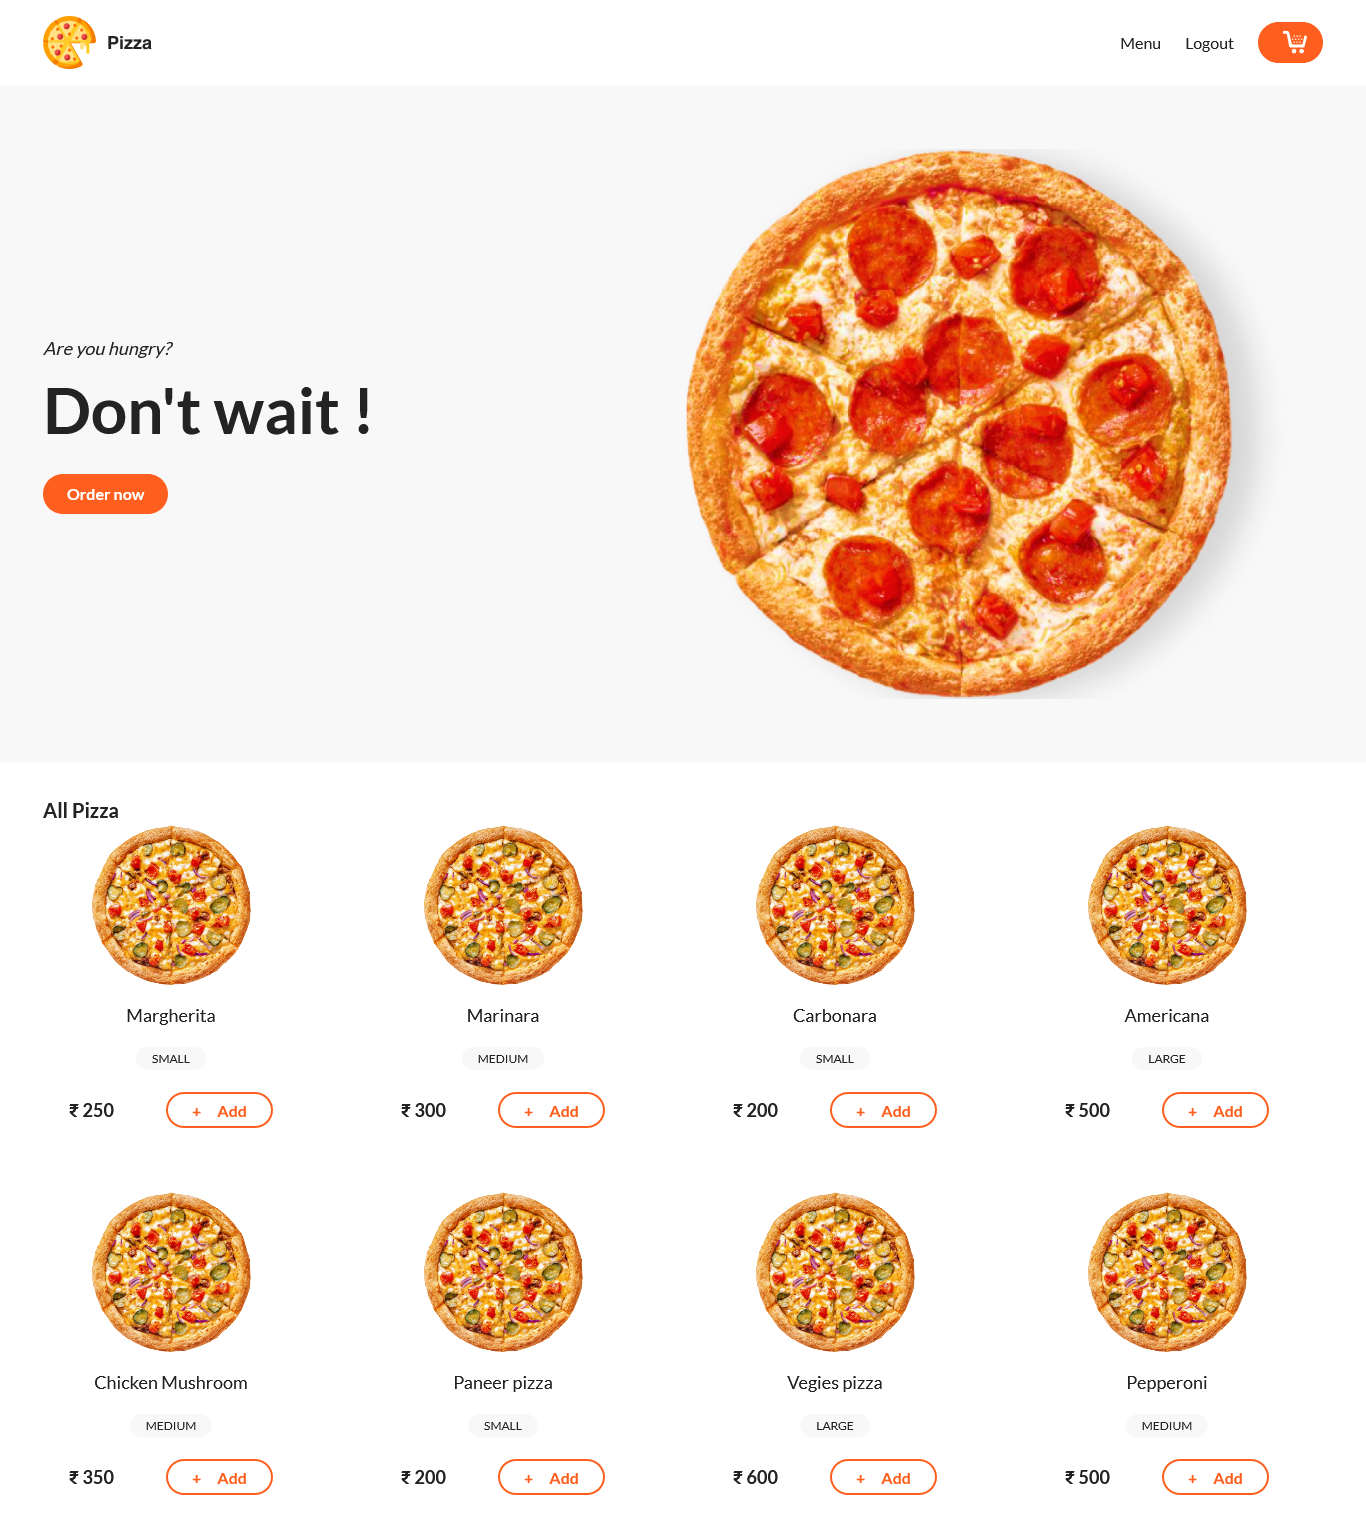 Pizza
Menu Logout
Are you hungry?
Don't wait !
Order now
All Pizza
Margherita Marinara Carbonara Americana
SMALL MEDIUM SMALL LARGE
₹ 250 + Add ₹ 300 + Add ₹ 200 + Add ₹ 500 + Add
Chicken Mushroom Paneer pizza Vegies pizza Pepperoni
MEDIUM SMALL LARGE MEDIUM
₹ 350 + Add ₹ 200 + Add ₹ 600 + Add ₹ 500 + Add